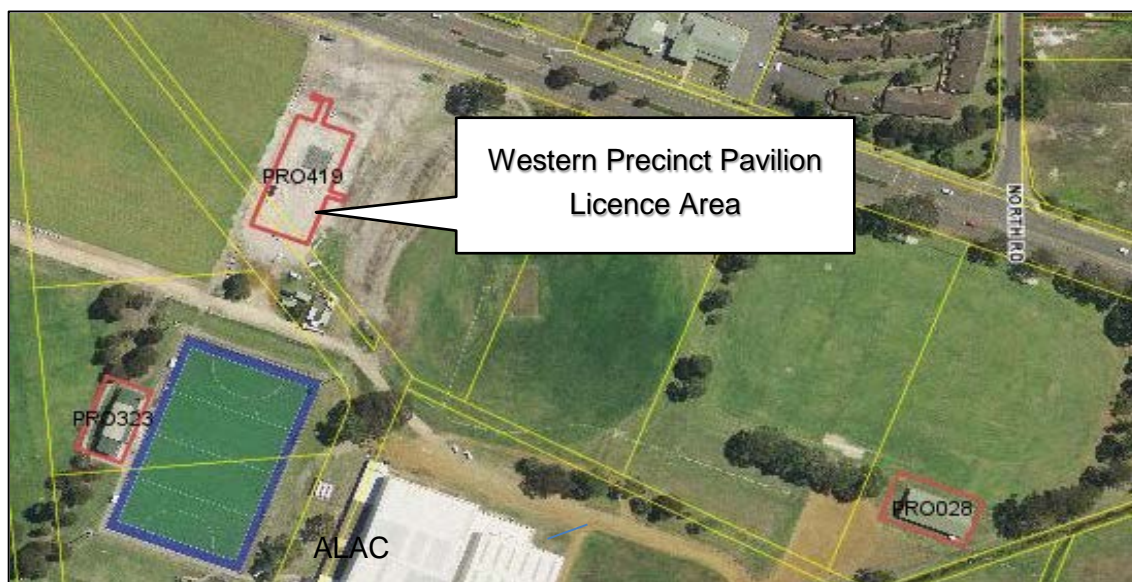 PRO419
Western Precinct Pavilion
Licence Area
NORTH RD
PRO323
PRO028
ALAC